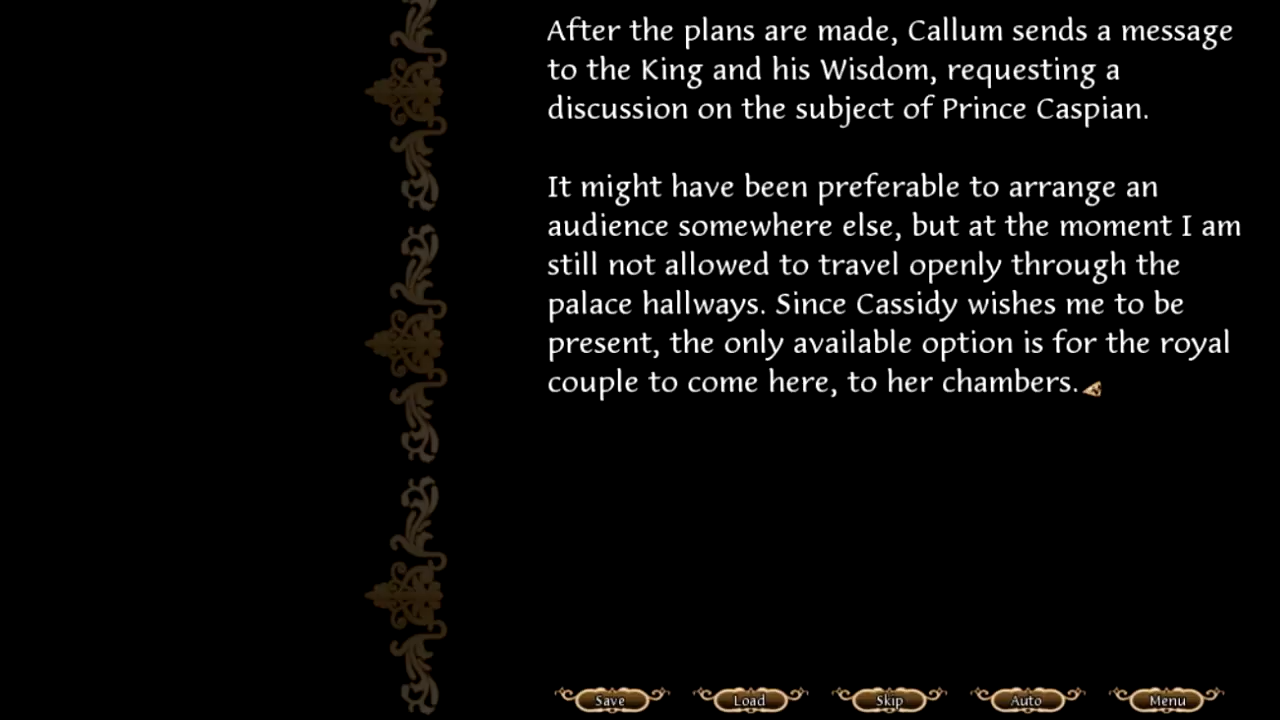 After the plans are made, Callum sends a message
to the King and his Wisdom, requesting a
discussion on the subject of Prince Caspian.
It might have been preferable to arrange an
audience somewhere else, but at the moment I am
still not allowed to travel openly through the
palace hallways. Since Cassidy wishes me to be
present, the only available option is for the royal
couple to come here, to her chambers.
Save Load Skip Auto Menu